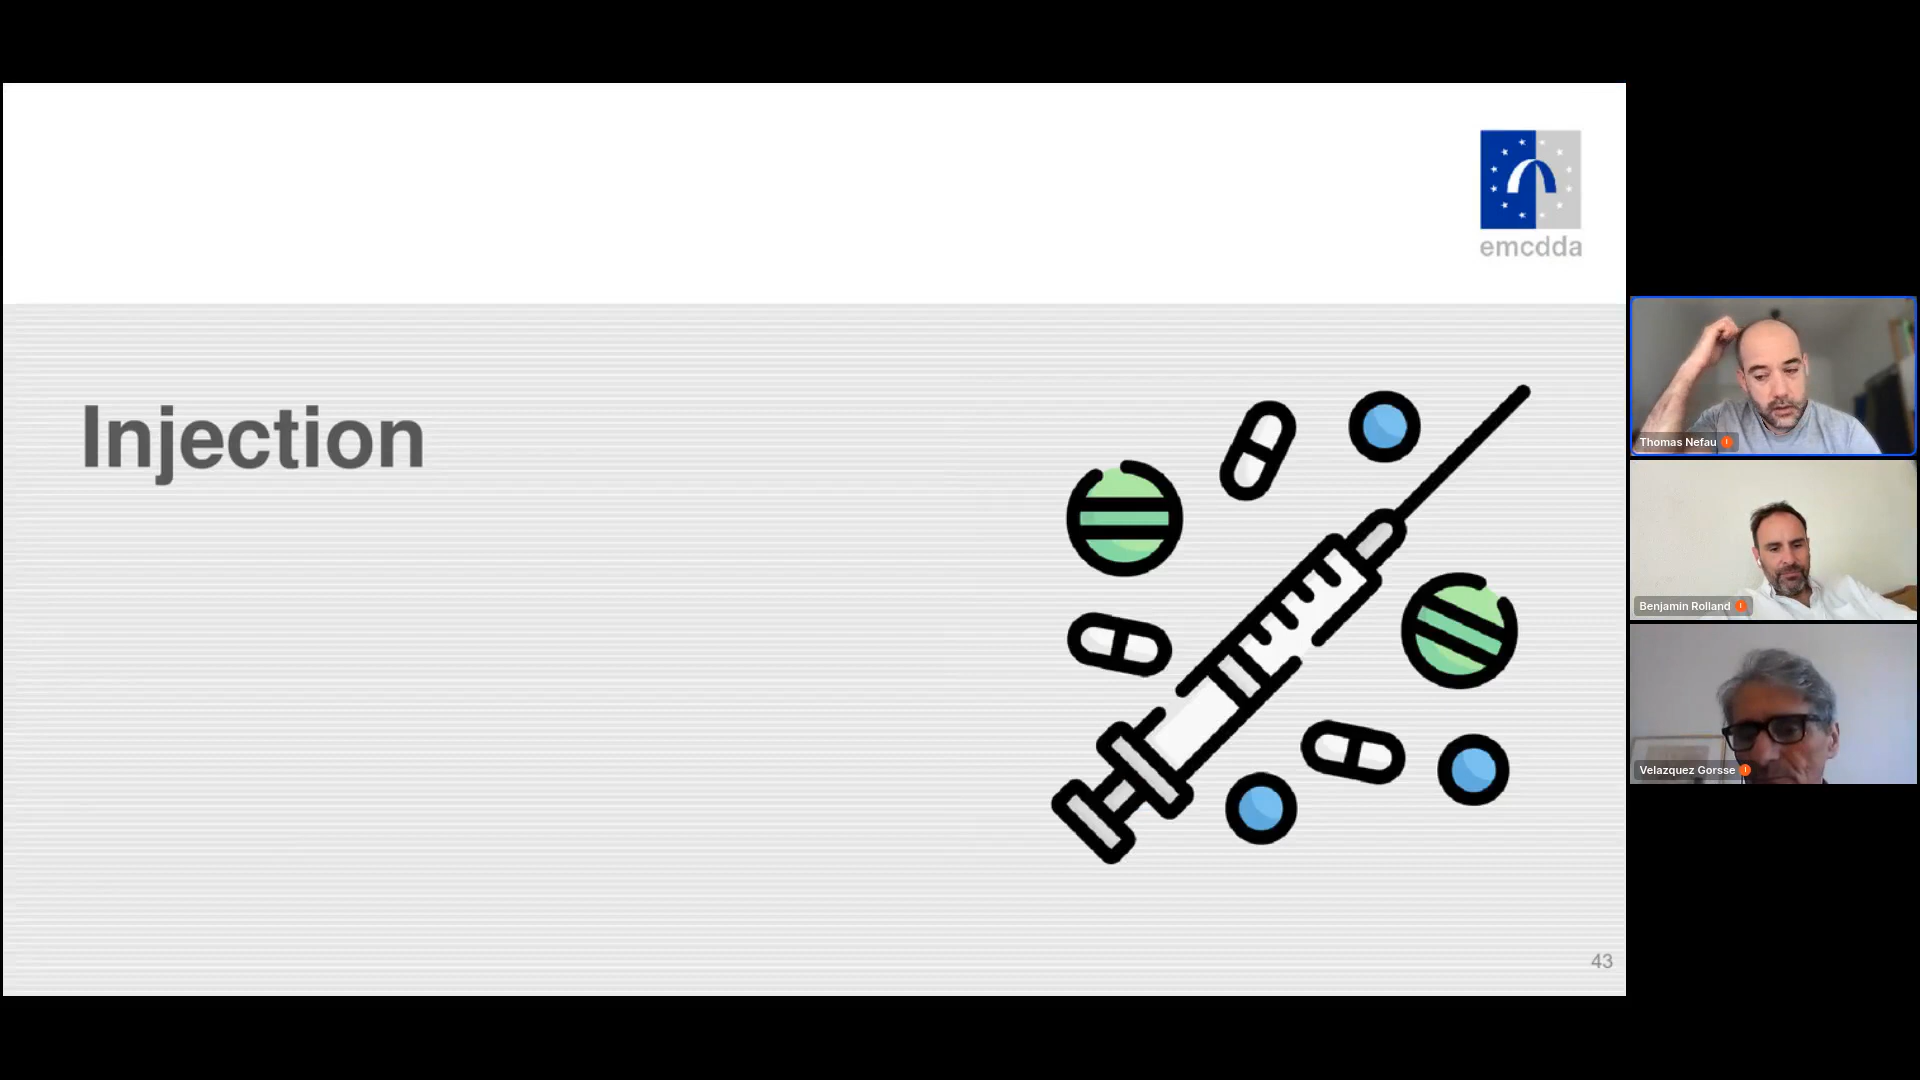 emcdda
Injection
43
Thomas Nefau
Benjamin Rolland
Velazquez Gorsse